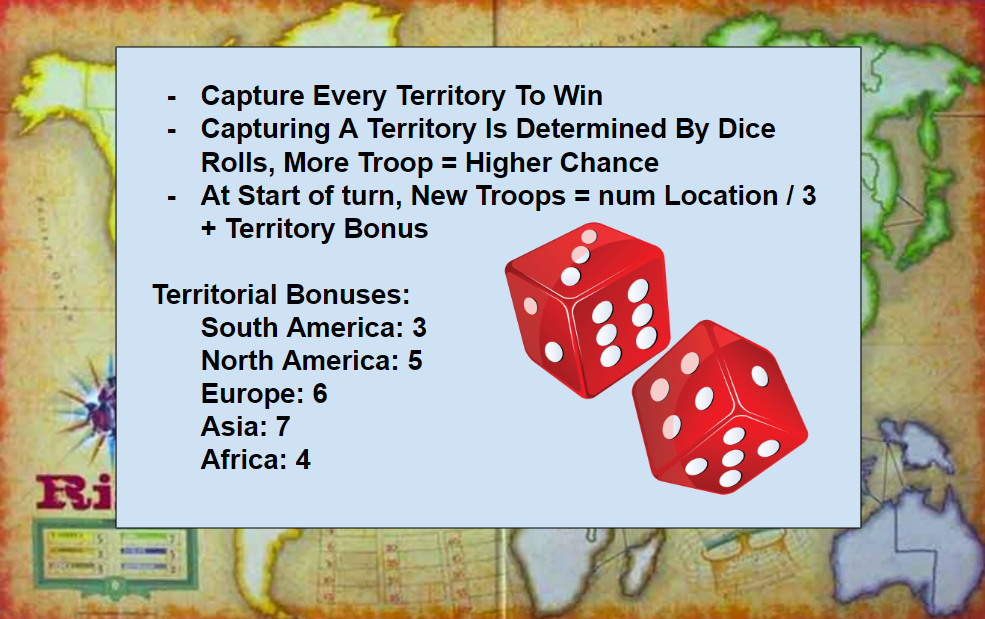 - Capture Every Territory To Win
- Capturing A Territory Is Determined By Dice
Rolls, More Troop = Higher Chance
- At Start of turn, New Troops = num Location / 3
+ Territory Bonus
Territorial Bonuses:
South America: 3
North America: 5
Europe: 6
Asia: 7
Africa: 4